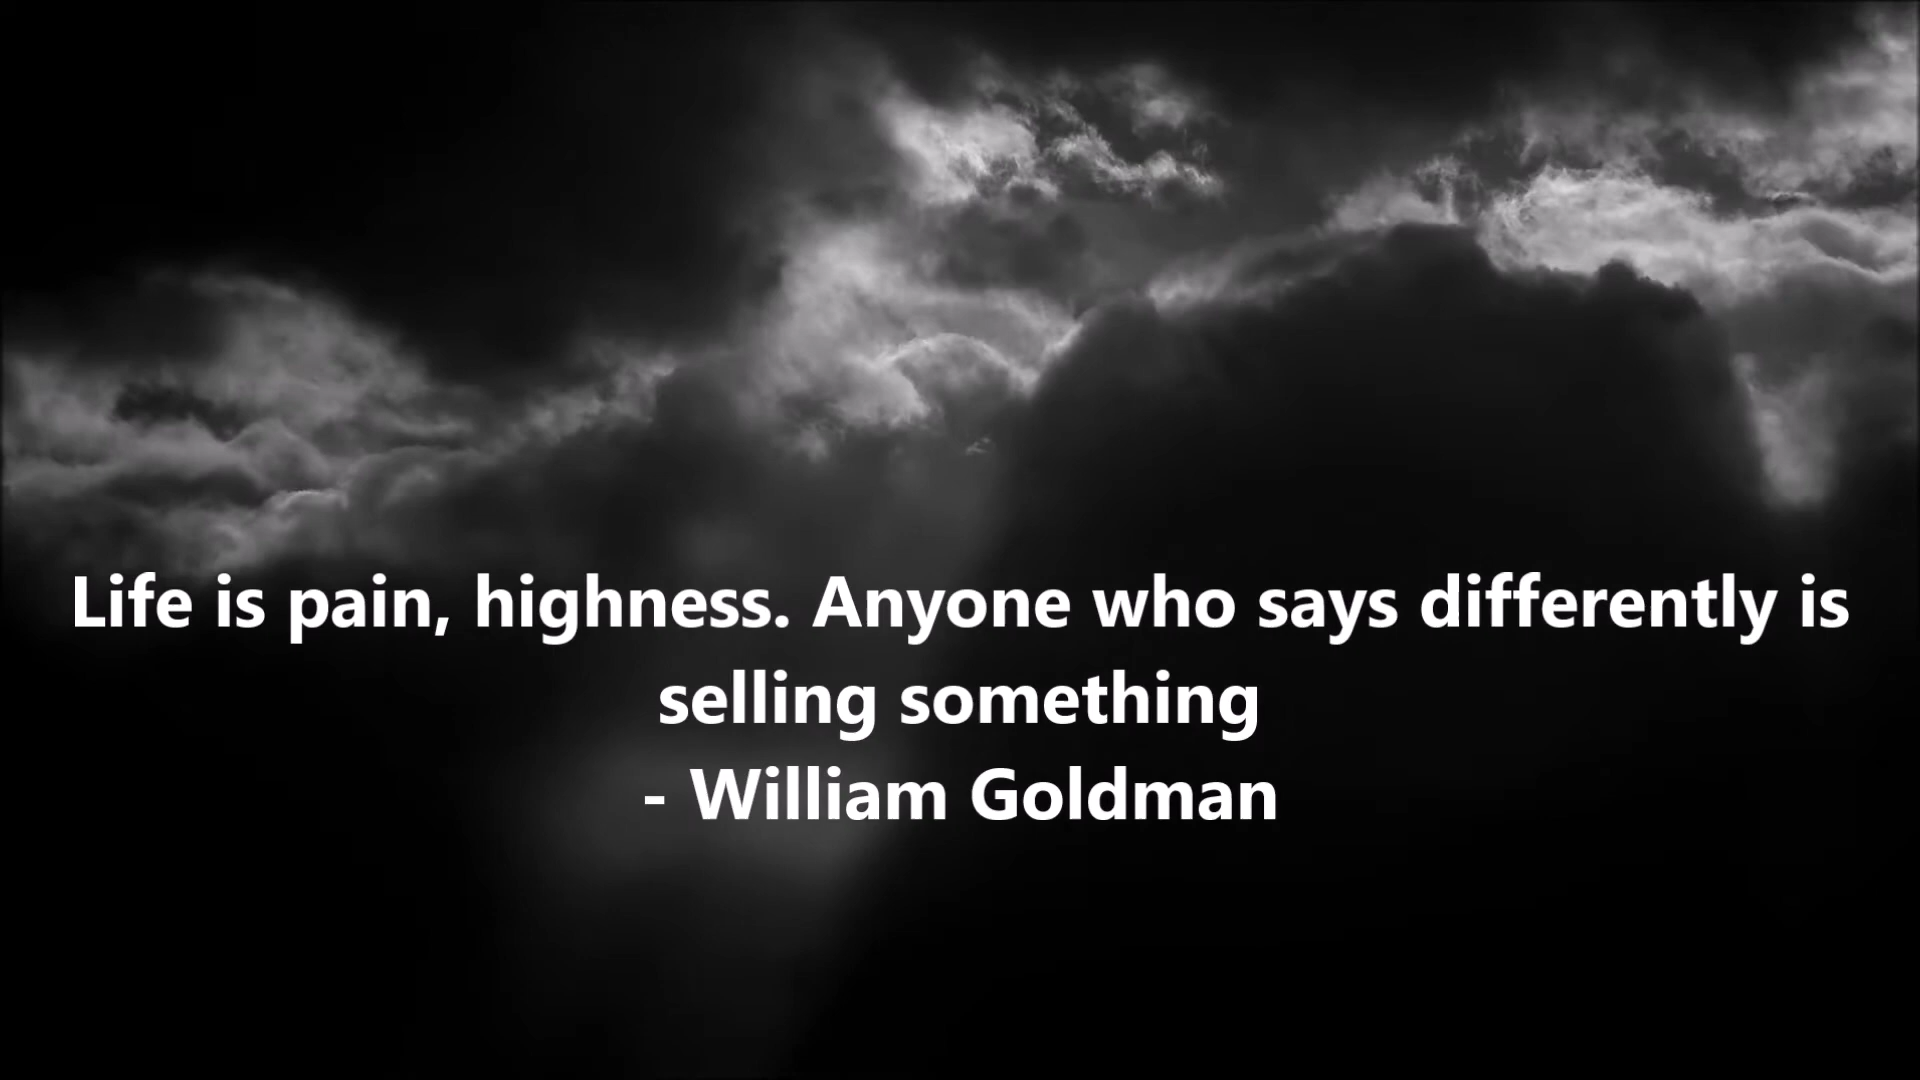 Life is pain, highness. Anyone who says differently is
selling something
- William Goldman